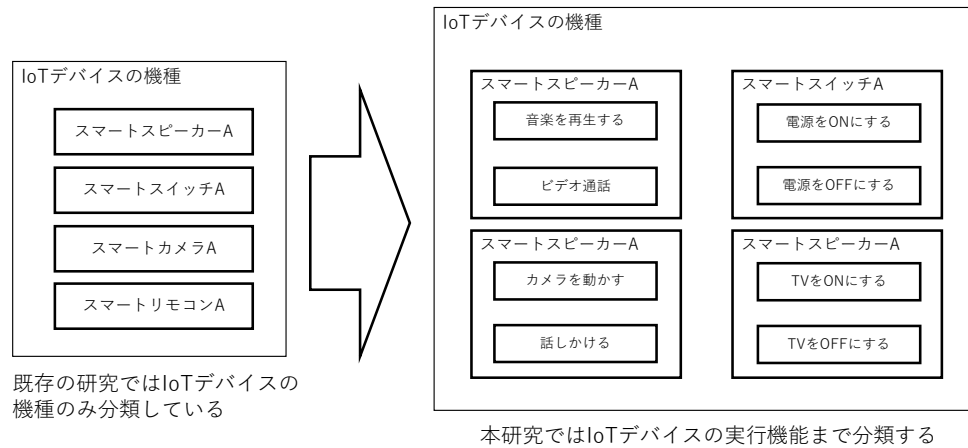 IoTデバイスの機種
スマートスピーカーA
スマートスイッチA
スマートカメラA
スマートリモコンA
既存の研究ではIoTデバイスの
機種のみ分類している
IoTデバイスの機種
スマートスピーカーA
音楽を再生する
ビデオ通話
スマートスイッチA
電源をONにする
電源をOFFにする
スマートスピーカーA
カメラを動かす
話しかける
スマートスピーカーA
TVをONにする
TVをOFFにする
本研究ではIoTデバイスの実行機能まで分類する